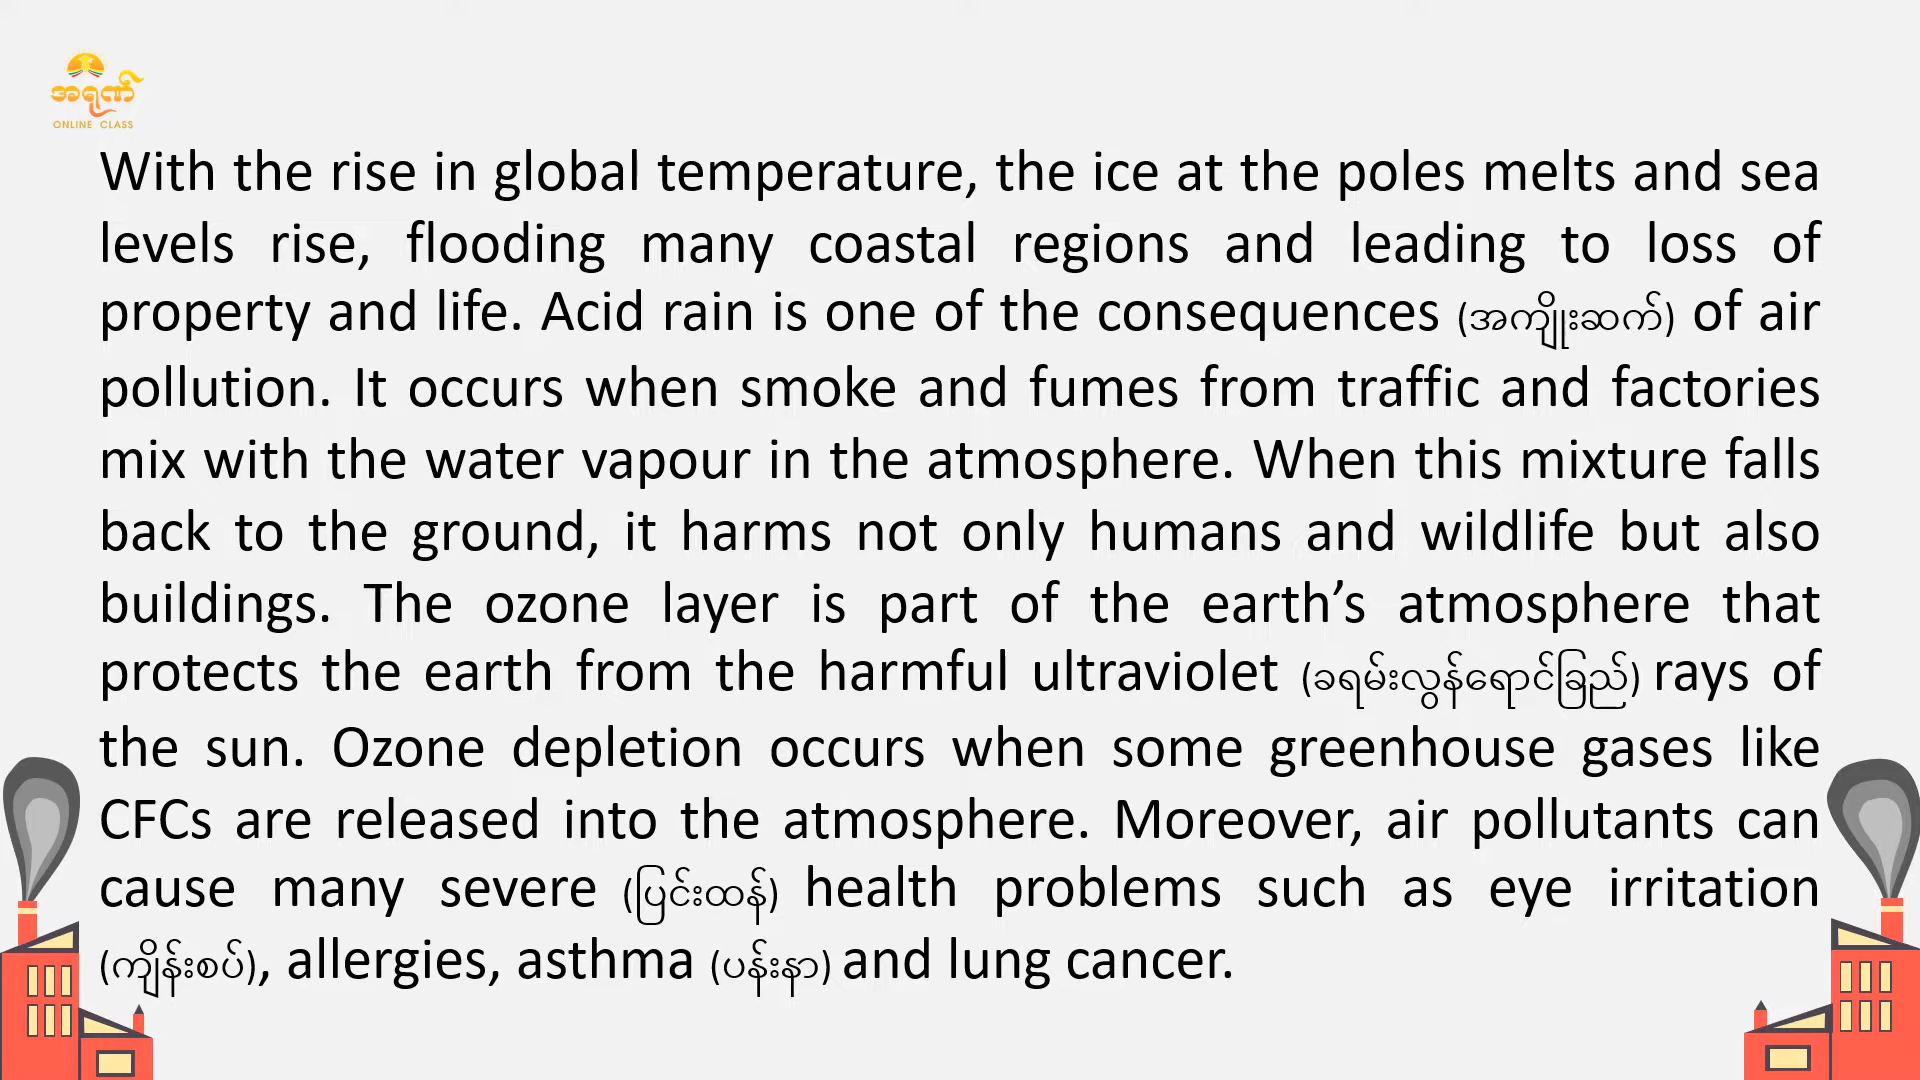 အရုဏ်
ONLINE CLASS
With the rise in global temperature, the ice at the poles melts and sea
levels rise, flooding many coastal regions and leading to loss of
property and life. Acid rain is one of the consequences (အကျိုးဆက်) of air
pollution. It occurs when smoke and fumes from traffic and factories
mix with the water vapour in the atmosphere. When this mixture falls
back to the ground, it harms not only humans and wildlife but also
buildings. The ozone layer is part of the earth’s atmosphere that
protects the earth from the harmful ultraviolet (ခရမ်းလွန်ရောင်ခြည်) rays of
the sun. Ozone depletion occurs when some greenhouse gases like
CFCs are released into the atmosphere. Moreover, air pollutants can
cause many severe (ပြင်းထန်) health problems such as eye irritation
(ကျိန်းစပ်), allergies, asthma (ပန်းနာ) and lung cancer.